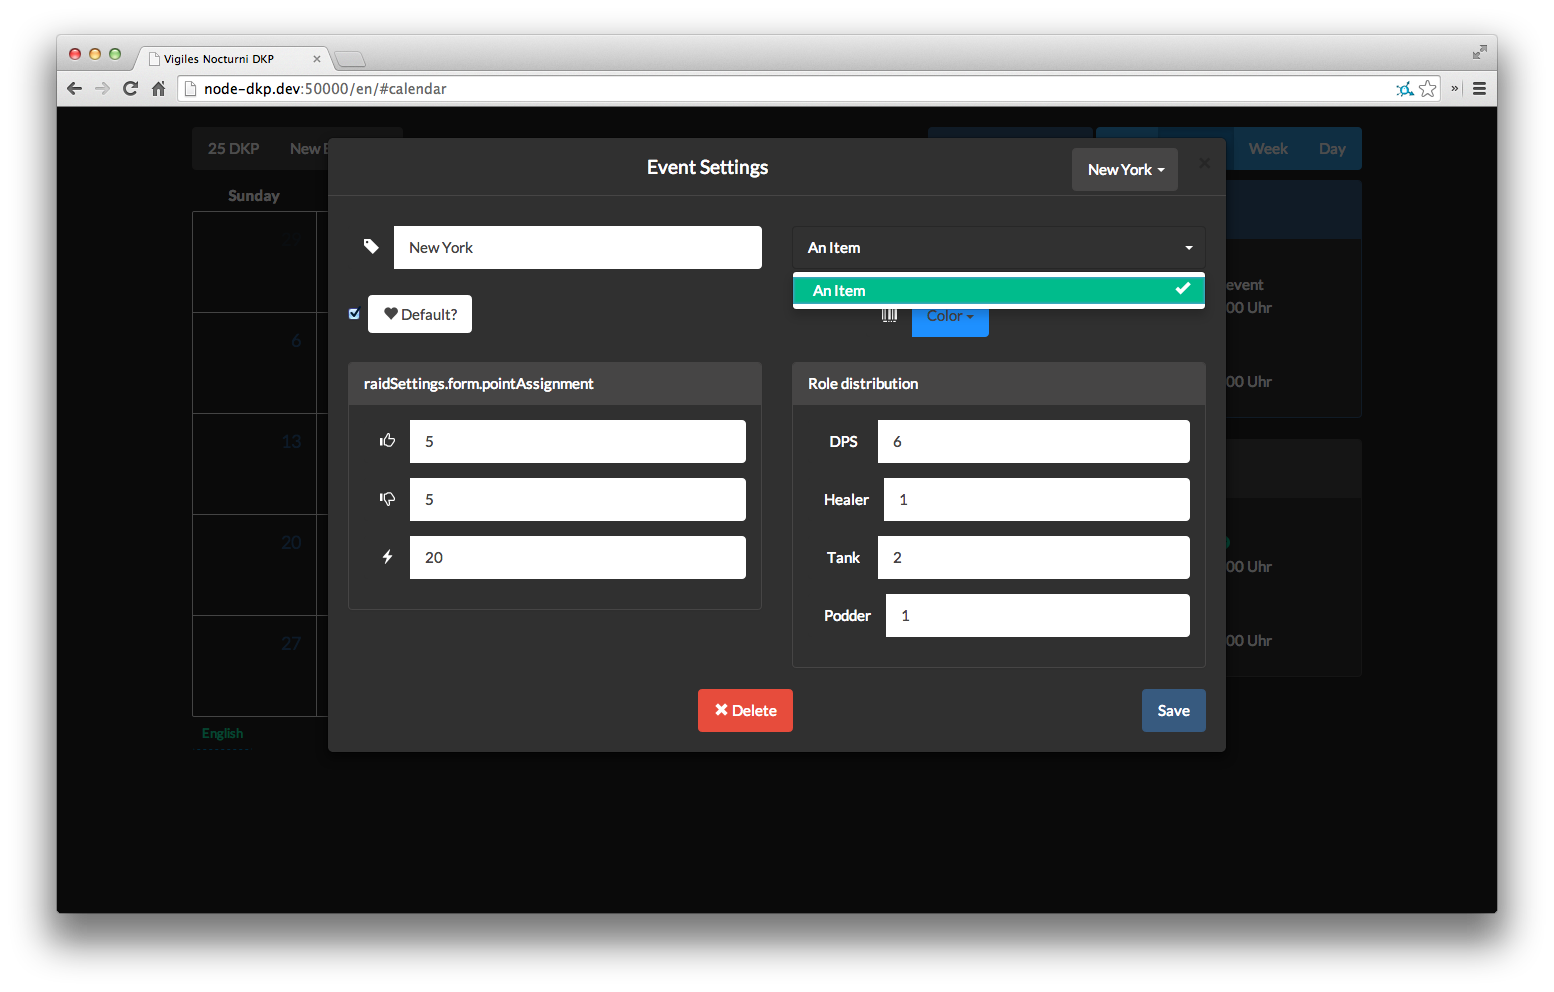 Vigiles Nocturni DKP
node-dkp.dev:50000/en/#calendar
25 DKP
New
Week
Day
Event Settings
New York
Sunday
New York
An Item
An Item
event
00 Uhr
Default?
Color
6
00 Uhr
raidSettings.form.pointAssignment
Role distribution
13
5
DPS
6
5
Healer
1
20
20
Tank
2
00 Uhr
Podder
1
27
00 Uhr
Delete
Save
English